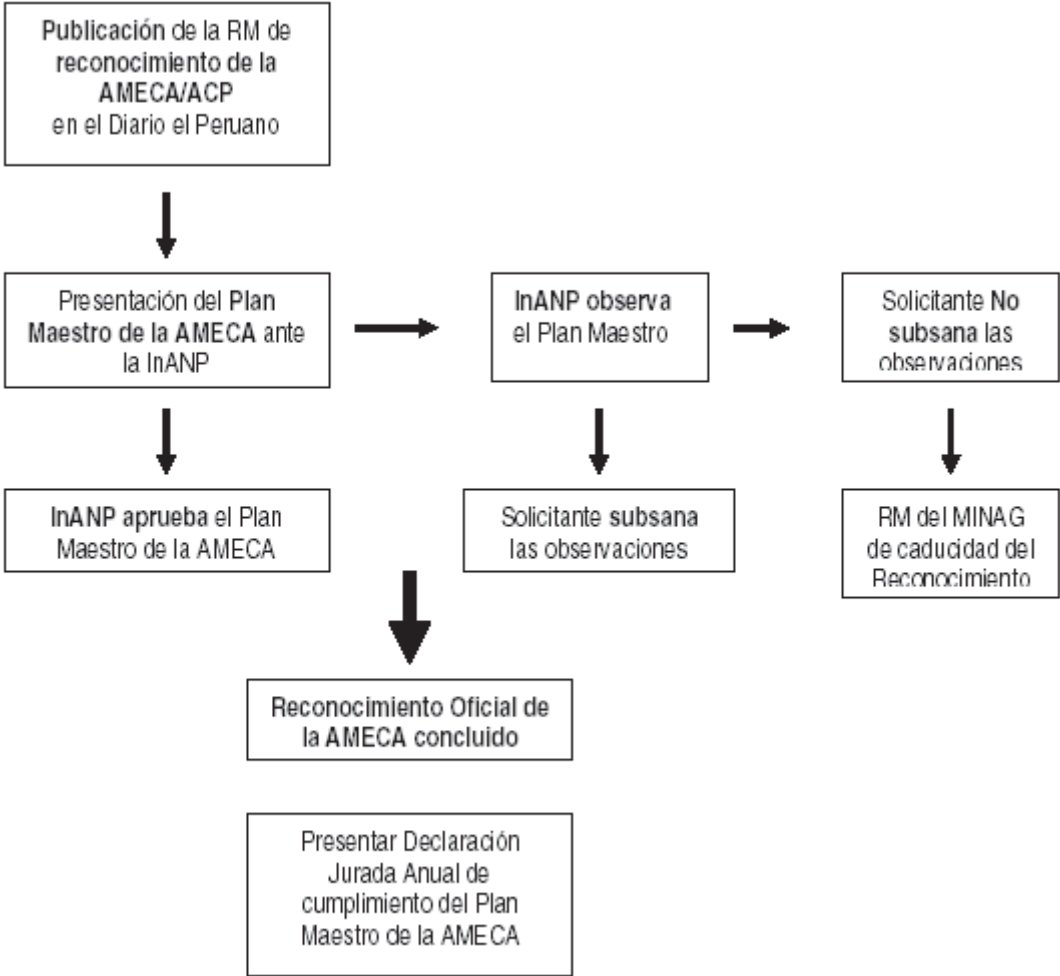 Publicación de la RM de
reconocimiento de la
AMECA/ACP
en el Diario el Peruano
Presentación del Plan
Maestro de la AMECA ante
la InANP
InANP observa
el Plan Maestro
Solicitante No
subsana las
observaciones
InANP aprueba el Plan
Maestro de la AMECA
Solicitante subsana
las observaciones
RM del MINAG
de caducidad del
Reconocimiento
Reconocimiento Oficial de
la AMECA concluido
Presentar Declaración
Jurada Anual de
cumplimiento del Plan
Maestro de la AMECA